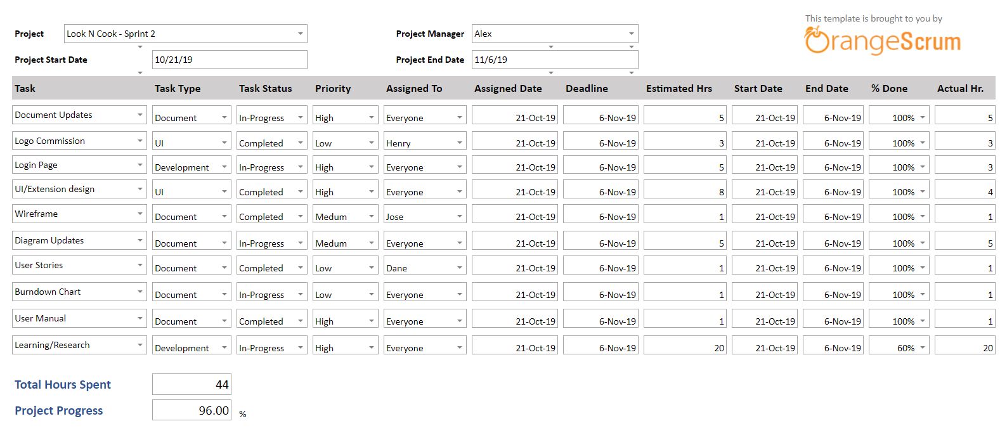 This template is brought to you by
OrangeScrum
Project Look N Cook - Sprint 2 Project Manager Alex
Project Start Date 10/21/19 Project End Date 11/6/19
Task Task Type Task Status Priority Assigned To Assigned Date Deadline Estimated Hrs Start Date End Date % Done Actual Hr.
Document Updates Document In-Progress High Everyone 21-Oct-19 6-Nov-19 5 21-Oct-19 6-Nov-19 100% 5
Logo Commission UI Completed Low Henry 21-Oct-19 6-Nov-19 3 21-Oct-19 6-Nov-19 100% 3
Login Page Development In-Progress High Everyone 21-Oct-19 6-Nov-19 5 21-Oct-19 6-Nov-19 100% 3
UI/Extension design UI Completed High Everyone 21-Oct-19 6-Nov-19 8 21-Oct-19 6-Nov-19 100% 4
Wireframe Document Completed Medum Jose 21-Oct-19 6-Nov-19 1 21-Oct-19 6-Nov-19 100% 1
Diagram Updates Document In-Progress Medum Everyone 21-Oct-19 6-Nov-19 5 21-Oct-19 6-Nov-19 100% 5
User Stories Document Completed Low Dane 21-Oct-19 6-Nov-19 1 21-Oct-19 6-Nov-19 100% 1
Burndown Chart Document In-Progress Low Everyone 21-Oct-19 6-Nov-19 1 21-Oct-19 6-Nov-19 100% 1
User Manual Document Completed High Everyone 21-Oct-19 6-Nov-19 1 21-Oct-19 6-Nov-19 100% 1
Learning/Research Development In-Progress High Everyone 21-Oct-19 6-Nov-19 20 21-Oct-19 6-Nov-19 60% 20
Total Hours Spent 44
Project Progress 96.00 %